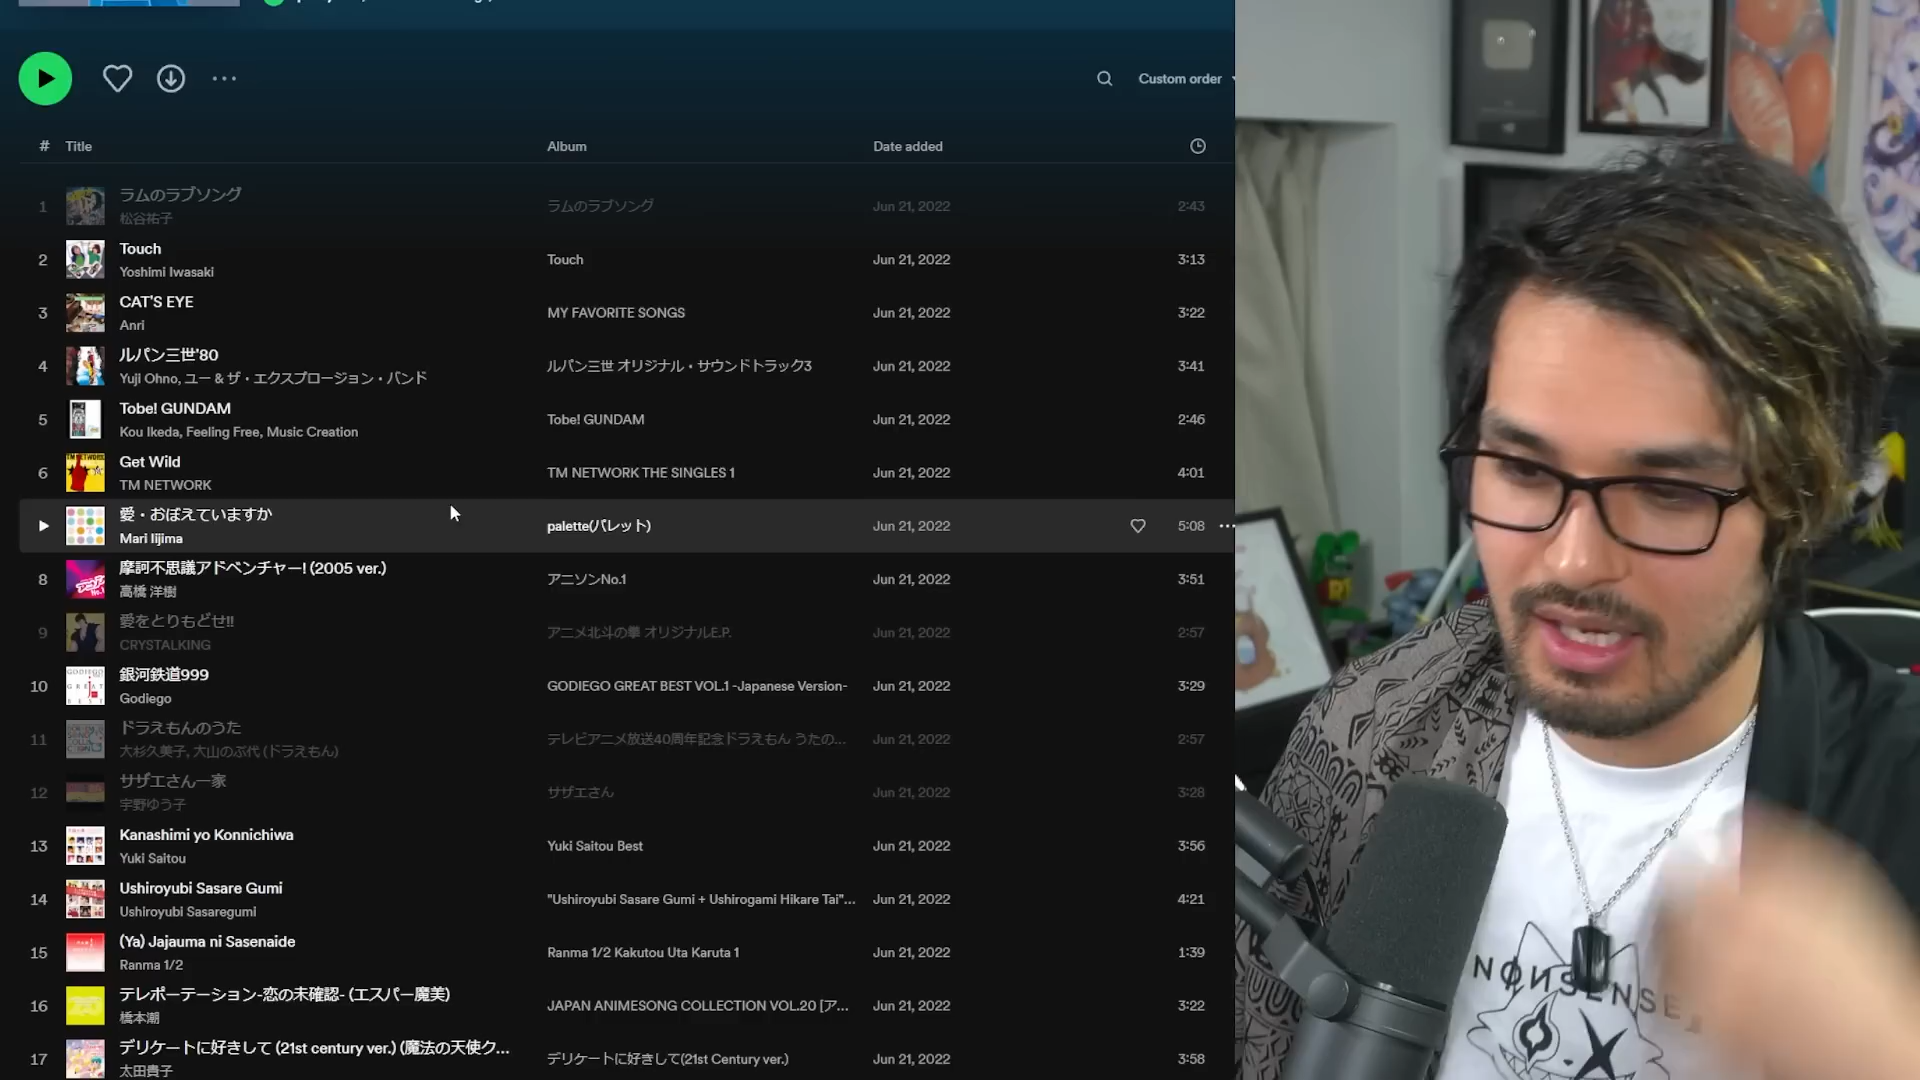 Custom order
# Title Album Date added
1 ラムのラブソング 松谷祐子 ラムのラブソング Jun 21, 2022 2:43
2 Touch Yoshimi Iwasaki Touch Jun 21, 2022 3:13
3 CAT'S EYE Anri MY FAVORITE SONGS Jun 21, 2022 3:22
4 ルパン三世'80 Yuji Ohno, ユー & ザ・エクスプロージョン・バンド ルパン三世 オリジナル・サウンドトラック3 Jun 21, 2022 3:41
5 Tobe! GUNDAM Kou Ikeda, Feeling Free, Music Creation Tobe! GUNDAM Jun 21, 2022 2:46
6 Get Wild TM NETWORK TM NETWORK THE SINGLES 1 Jun 21, 2022 4:01
愛・おぼえていますか Mari Iijima palette(パレット) Jun 21, 2022 5:08
8 摩訶不思議アドベンチャー! (2005 ver.) 高橋 洋樹 アニソンNo.1 Jun 21, 2022 3:51
9 愛をとりもどせ!! CRYSTALKING アニメ北斗の拳 オリジナルE.P. Jun 21, 2022 2:57
10 銀河鉄道999 Godiego GODIEGO GREAT BEST VOL.1 -Japanese Version- Jun 21, 2022 3:29
11 ドラえもんのうた 大杉久美子, 大山のぶ代 (ドラえもん) テレビアニメ放送40周年記念ドラえもん うたの... Jun 21, 2022 2:57
12 サザエさん一家 宇野ゆう子 サザエさん Jun 21, 2022 3:28
13 Kanashimi yo Konnichiwa Yuki Saitou Yuki Saitou Best Jun 21, 2022 3:56
14 Ushiroyubi Sasare Gumi Ushiroyubi Sasaregumi "Ushiroyubi Sasare Gumi + Ushirogami Hikare Tai"... Jun 21, 2022 4:21
15 (Ya) Jajauma ni Sasenaide Ranma 1/2 Ranma 1/2 Kakutou Uta Karuta 1 Jun 21, 2022 1:39
16 テレポーテーション-恋の未確認- (エスパー魔美) 橋本潮 JAPAN ANIMESONG COLLECTION VOL.20 [ア... Jun 21, 2022 3:22
17 デリケートに好きして (21st century ver.) (魔法の天使ク... 太田貴子 デリケートに好きして(21st Century ver.) Jun 21, 2022 3:58
NONSENSE